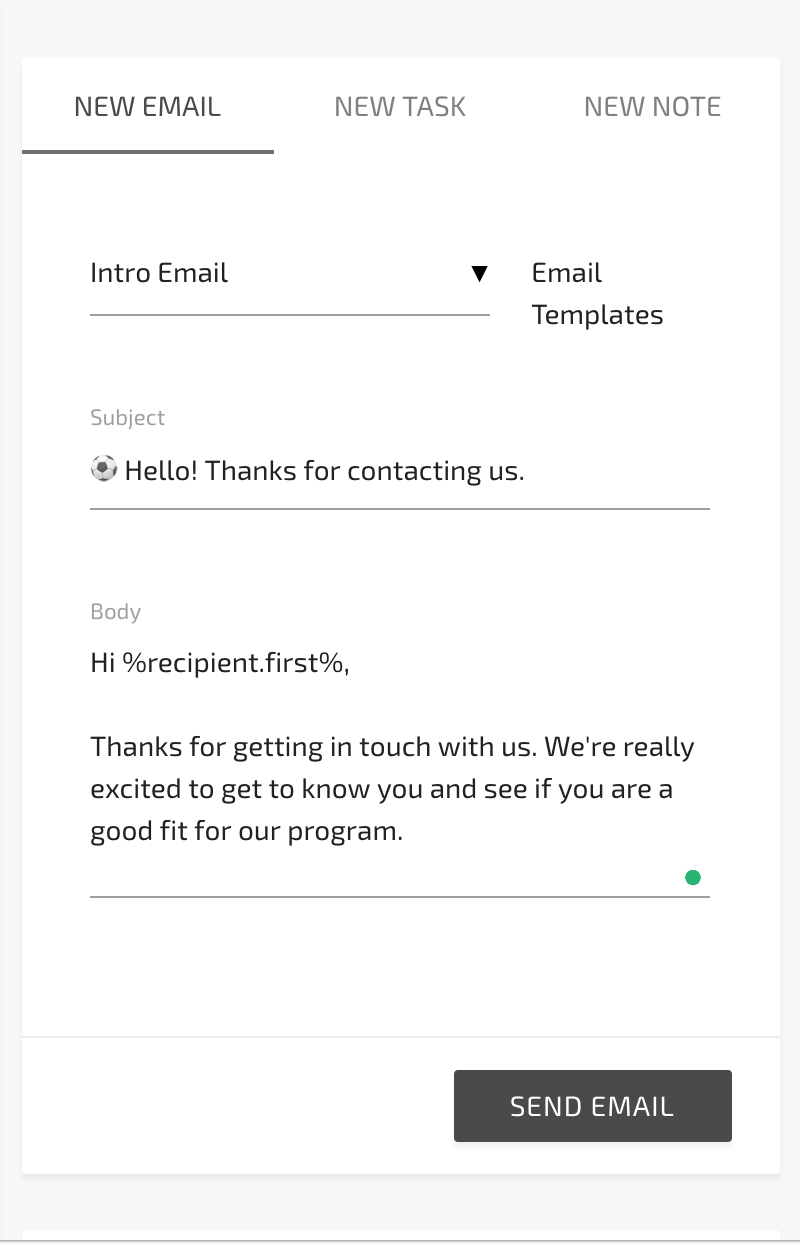 NEW EMAIL NEW TASK NEW NOTE
Intro Email ▼ Email
Templates
Subject
⚽ Hello! Thanks for contacting us.
Body
Hi %recipient.first%,
Thanks for getting in touch with us. We're really
excited to get to know you and see if you are a
good fit for our program.
SEND EMAIL